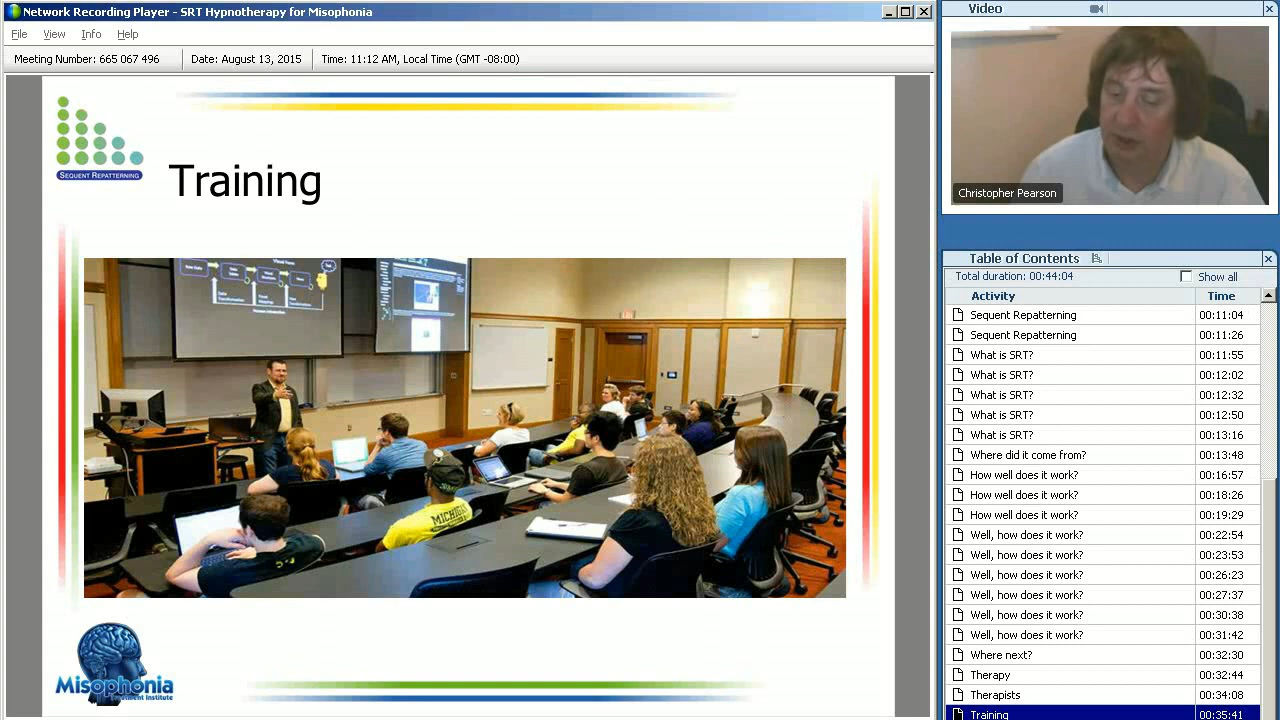 Network Recording Player - SRT Hypnotherapy for Misophonia
File View Info Help
Meeting Number: 665 067 496 Date: August 13, 2015 Time: 11:12 AM, Local Time (GMT -08:00)
SEQUENT REPATTERNING
Training
MICHIGAN
Misophonia
Treatment Institute
Video
Christopher Pearson
Table of Contents
Total duration: 00:44:04 Show all
Activity Time
Sequent Repatterning 00:11:04
Sequent Repatterning 00:11:26
What is SRT? 00:11:55
What is SRT? 00:12:02
What is SRT? 00:12:32
What is SRT? 00:12:50
What is SRT? 00:13:16
Where did it come from? 00:13:48
How well does it work? 00:16:57
How well does it work? 00:18:26
How well does it work? 00:19:29
Well, how does it work? 00:22:54
Well, how does it work? 00:23:53
Well, how does it work? 00:26:23
Well, how does it work? 00:27:37
Well, how does it work? 00:30:38
Well, how does it work? 00:31:42
Where next? 00:32:30
Therapy 00:32:44
Therapists 00:34:08
Training 00:35:41